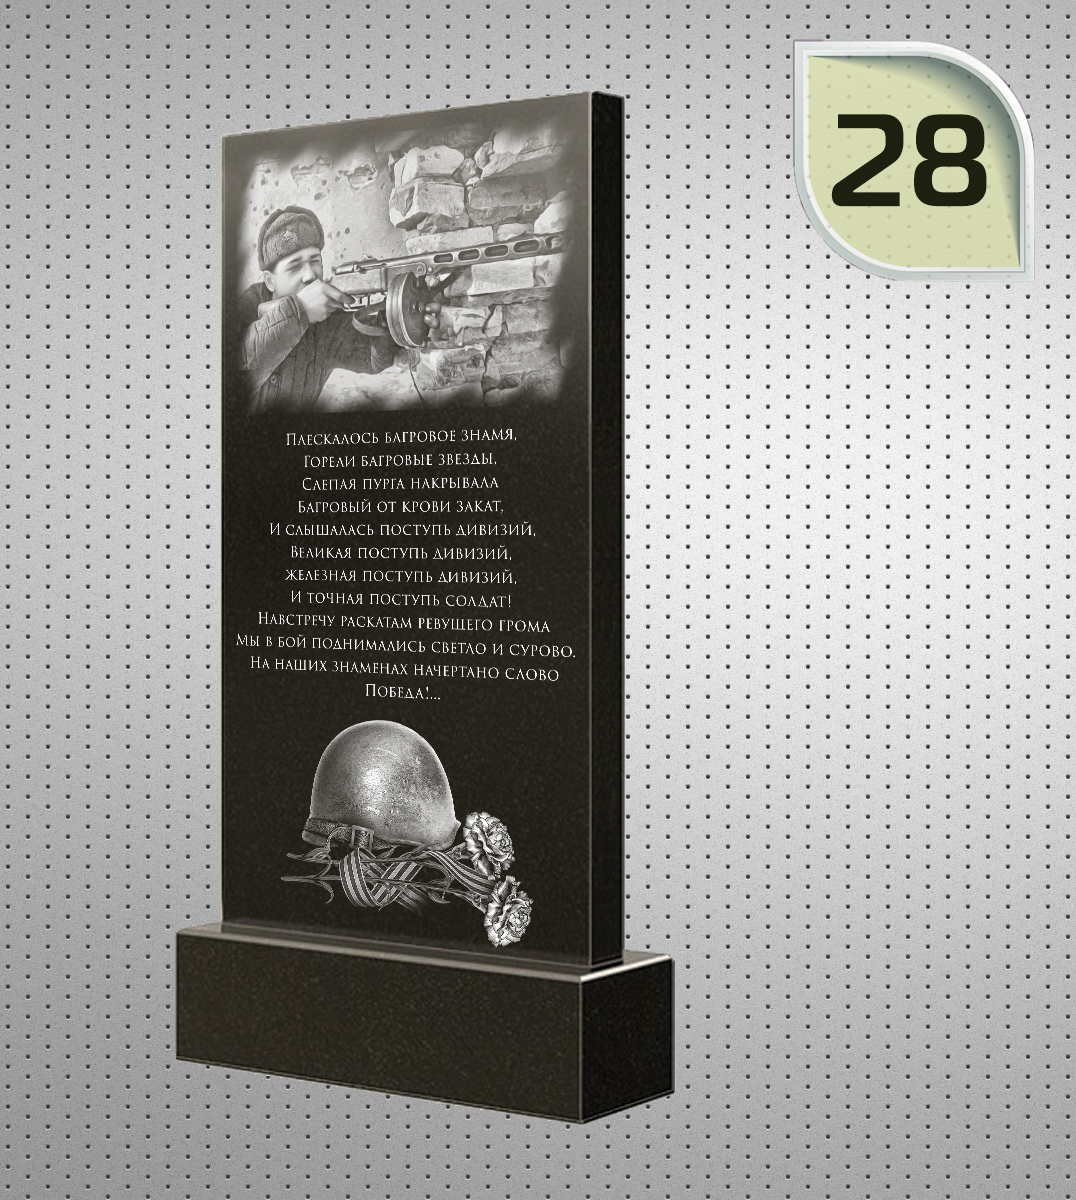 28
Плескалось багровое знамя,
Горели багровые звезды,
Слепая пурга накрывала
Багровый от крови закат,
И слышалась поступь дивизий,
Великая поступь дивизий,
железная поступь дивизий,
И точная поступь солдат!
Навстречу раскатам ревущего грома
Мы в бой поднимались светло и сурово.
На наших знаменах начертано слово
Победа!...